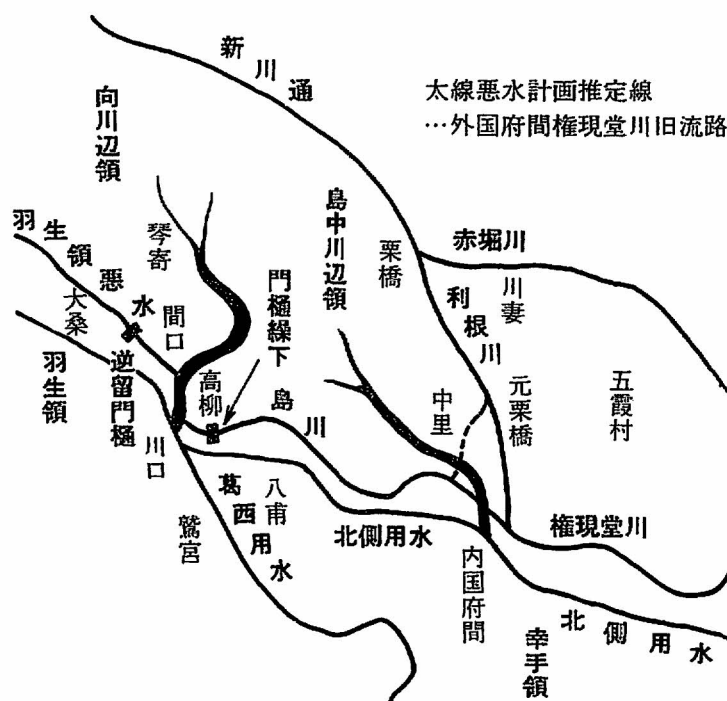 太線悪水計画推定線
…外国府間権現堂川旧流路
新川通
向川辺領
羽生領悪水
琴寄
島中川辺領
栗橋
赤堀川
門樋繰下
大桑
間口
利根川
川妻
羽生領
逆留門樋
高柳
島川
中里
元栗橋
五霞村
川口
葛西用水
八甫
鷲宮
北側用水
権現堂川
内国府間
幸手領
北側用水